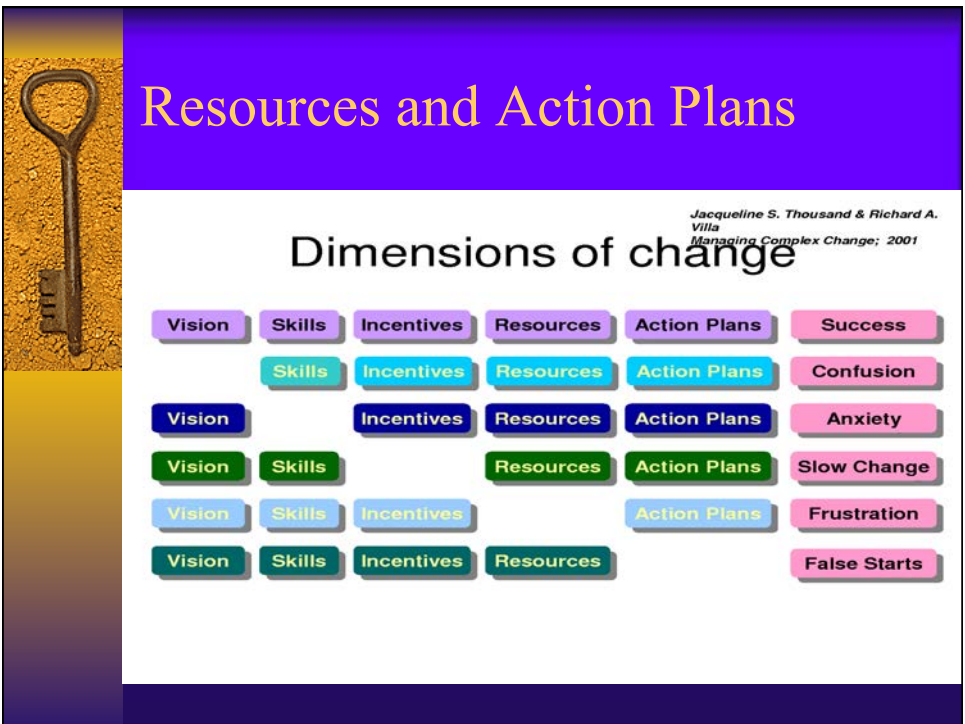 Resources and Action Plans
Jacqueline S. Thousand & Richard A.
Villa
Managing Complex Change; 2001
Dimensions of change
Vision Skills Incentives Resources Action Plans Success
Skills Incentives Resources Action Plans Confusion
Vision Incentives Resources Action Plans Anxiety
Vision Skills Resources Action Plans Slow Change
Vision Skills Incentives Action Plans Frustration
Vision Skills Incentives Resources False Starts